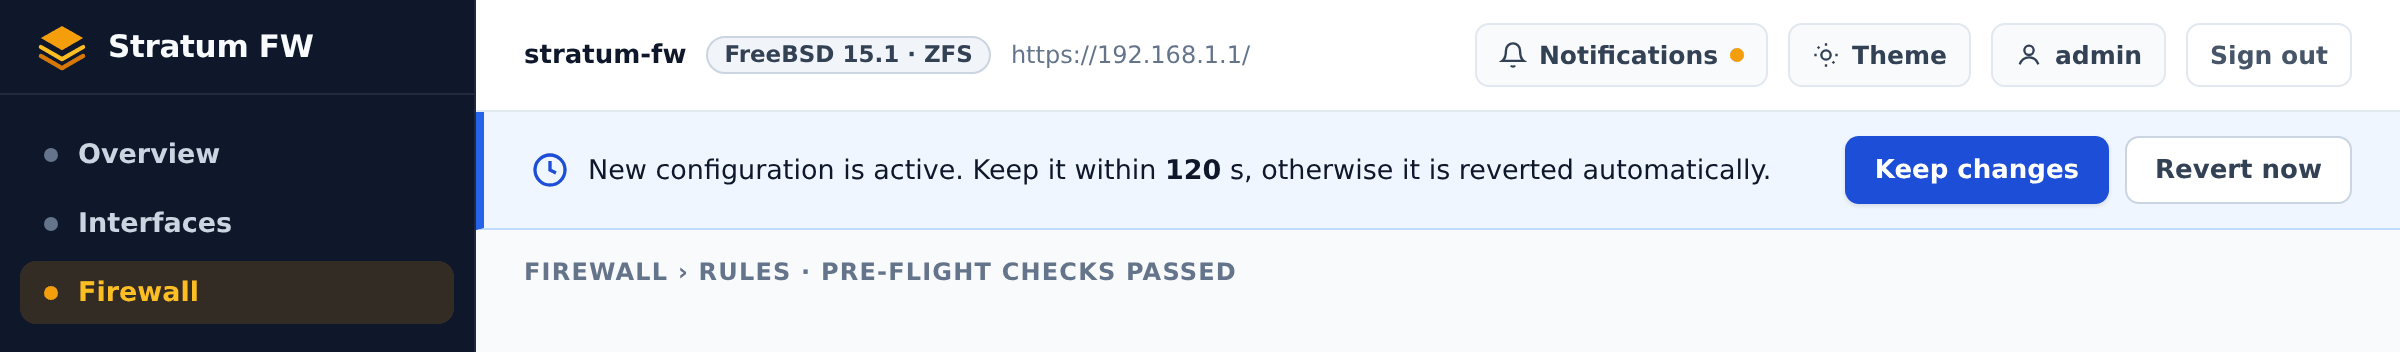 Stratum FW
Overview
Interfaces
Firewall
stratum-fw
FreeBSD 15.1 · ZFS
https://192.168.1.1/
Notifications
Theme
admin
Sign out
New configuration is active. Keep it within 120 s, otherwise it is reverted automatically.
Keep changes
Revert now
FIREWALL › RULES · PRE-FLIGHT CHECKS PASSED